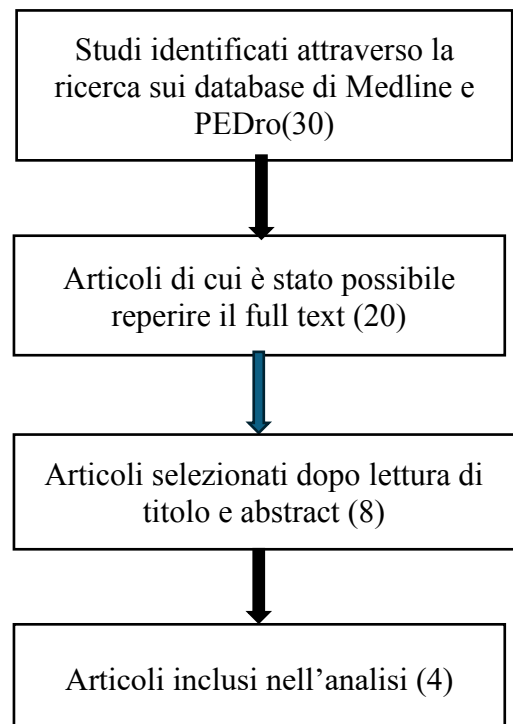 Studi identificati attraverso la
ricerca sui database di Medline e
PEDro(30)
Articoli di cui è stato possibile
reperire il full text (20)
Articoli selezionati dopo lettura di
titolo e abstract (8)
Articoli inclusi nell’analisi (4)